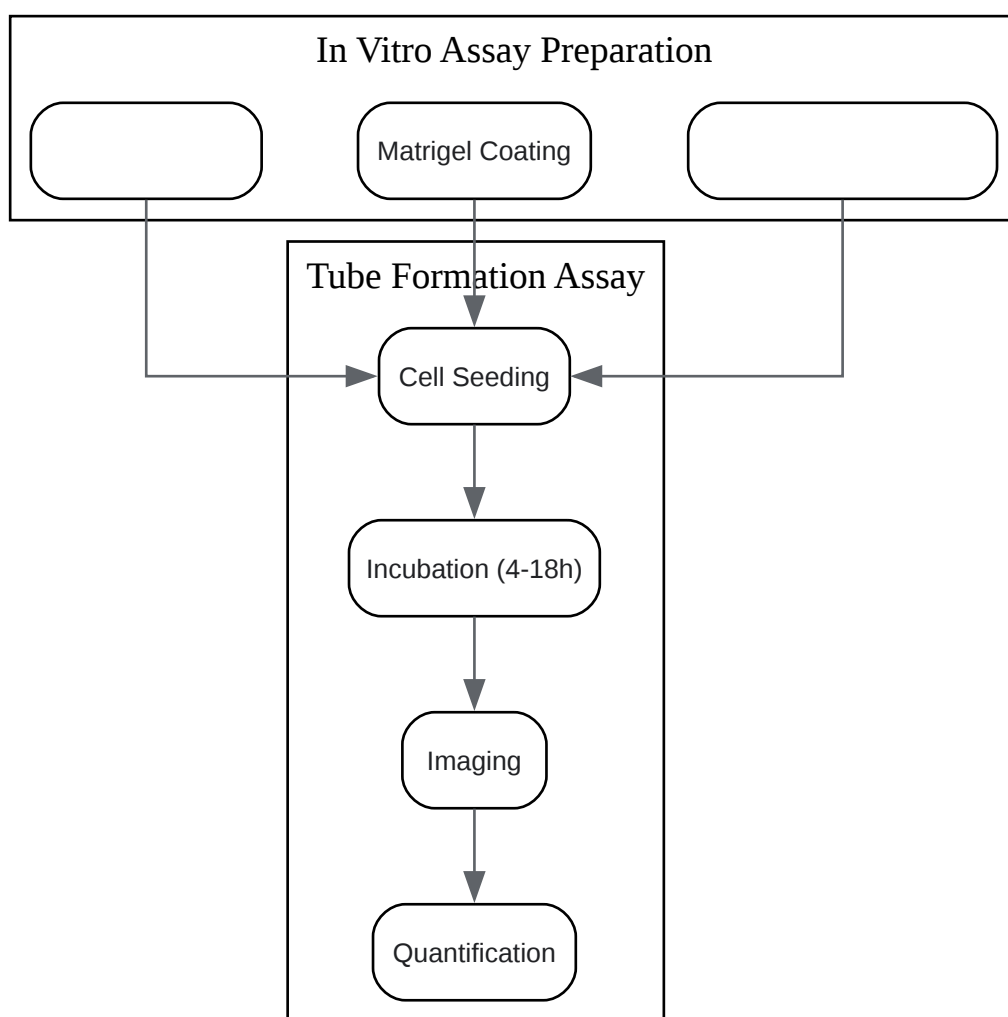 In Vitro Assay Preparation
Matrigel Coating
Tube Formation Assay
Cell Seeding
Incubation (4-18h)
Imaging
Quantification